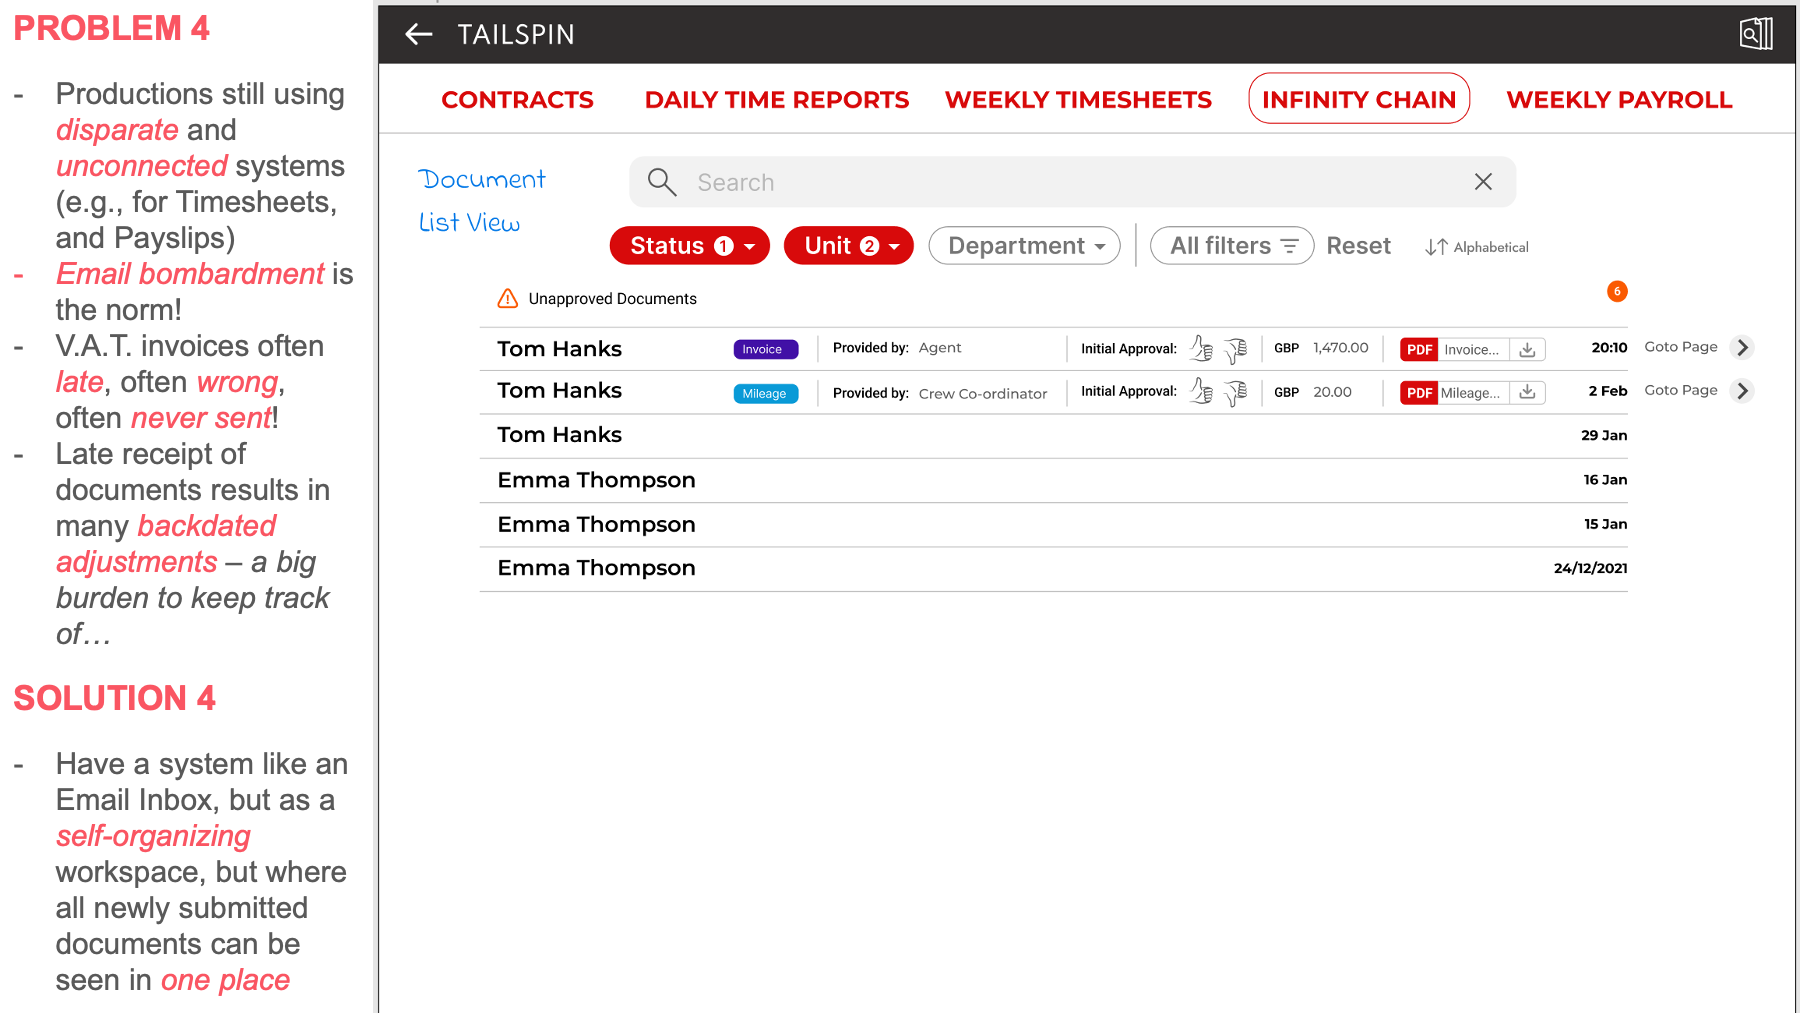 PROBLEM 4
- Productions still using
disparate and
unconnected systems
(e.g., for Timesheets,
and Payslips)
- Email bombardment is
the norm!
- V.A.T. invoices often
late, often wrong,
often never sent!
- Late receipt of
documents results in
many backdated
adjustments – a big
burden to keep track
of…
SOLUTION 4
- Have a system like an
Email Inbox, but as a
self-organizing
workspace, but where
all newly submitted
documents can be
seen in one place
TAILSPIN
CONTRACTS DAILY TIME REPORTS WEEKLY TIMESHEETS INFINITY CHAIN WEEKLY PAYROLL
Document
List View
Search
Status 1 Unit 2 Department All filters Reset Alphabetical
Unapproved Documents 6
Tom Hanks Invoice Provided by: Agent Initial Approval: GBP 1,470.00 PDF Invoice... 20:10 Goto Page
Tom Hanks Mileage Provided by: Crew Co-ordinator Initial Approval: GBP 20.00 PDF Mileage... 2 Feb Goto Page
Tom Hanks 29 Jan
Emma Thompson 16 Jan
Emma Thompson 15 Jan
Emma Thompson 24/12/2021